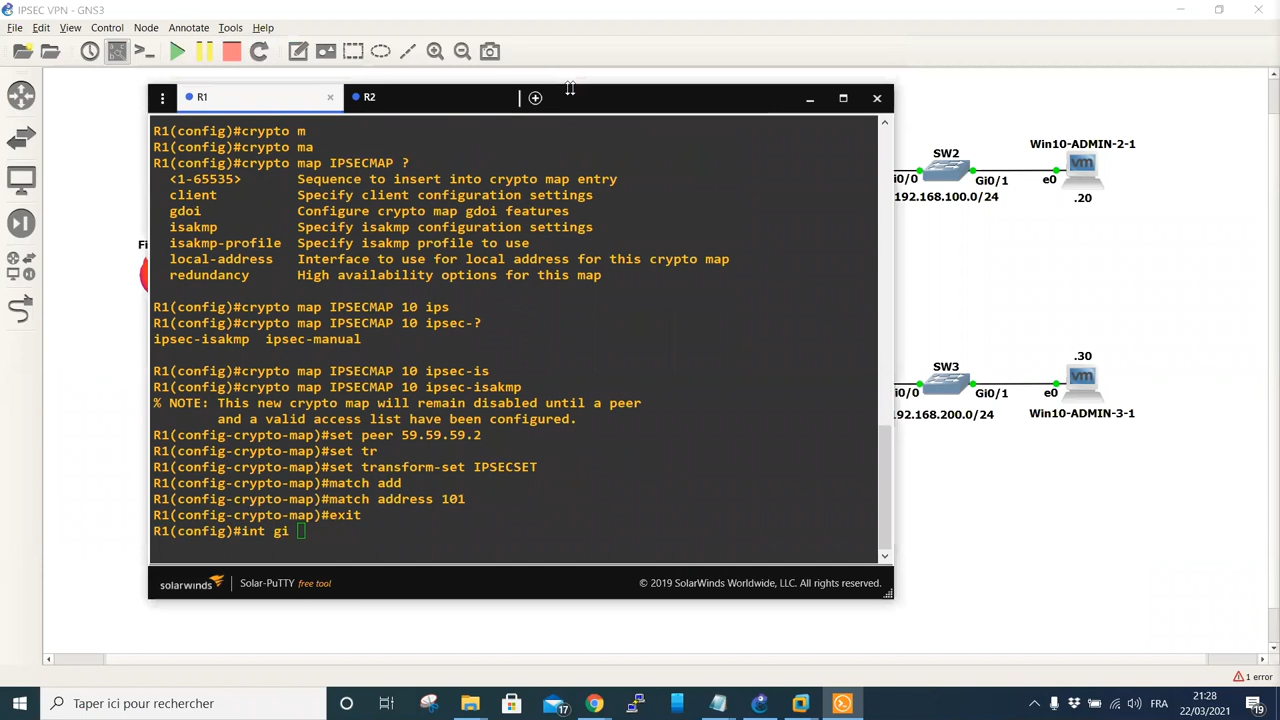 IPSEC VPN - GNS3
File Edit View Control Node Annotate Tools Help
R1
R2
R1(config)#crypto m
R1(config)#crypto ma
R1(config)#crypto map IPSECMAP ?
<1-65535> Sequence to insert into crypto map entry
client Specify client configuration settings
gdoi Configure crypto map gdoi features
isakmp Specify isakmp configuration settings
isakmp-profile Specify isakmp profile to use
local-address Interface to use for local address for this crypto map
redundancy High availability options for this map
R1(config)#crypto map IPSECMAP 10 ips
R1(config)#crypto map IPSECMAP 10 ipsec-?
ipsec-isakmp ipsec-manual
R1(config)#crypto map IPSECMAP 10 ipsec-is
R1(config)#crypto map IPSECMAP 10 ipsec-isakmp
% NOTE: This new crypto map will remain disabled until a peer
and a valid access list have been configured.
R1(config-crypto-map)#set peer 59.59.59.2
R1(config-crypto-map)#set tr
R1(config-crypto-map)#set transform-set IPSECSET
R1(config-crypto-map)#match add
R1(config-crypto-map)#match address 101
R1(config-crypto-map)#exit
R1(config)#int gi
solarwinds Solar-PuTTY free tool © 2019 SolarWinds Worldwide, LLC. All rights reserved.
Fi
SW2
Win10-ADMIN-2-1
vm
i0/0
Gi0/1
e0
192.168.100.0/24
.20
.30
SW3
vm
i0/0
Gi0/1
e0
192.168.200.0/24
Win10-ADMIN-3-1
1 error
Taper ici pour rechercher
17
FRA
21:28
22/03/2021
19